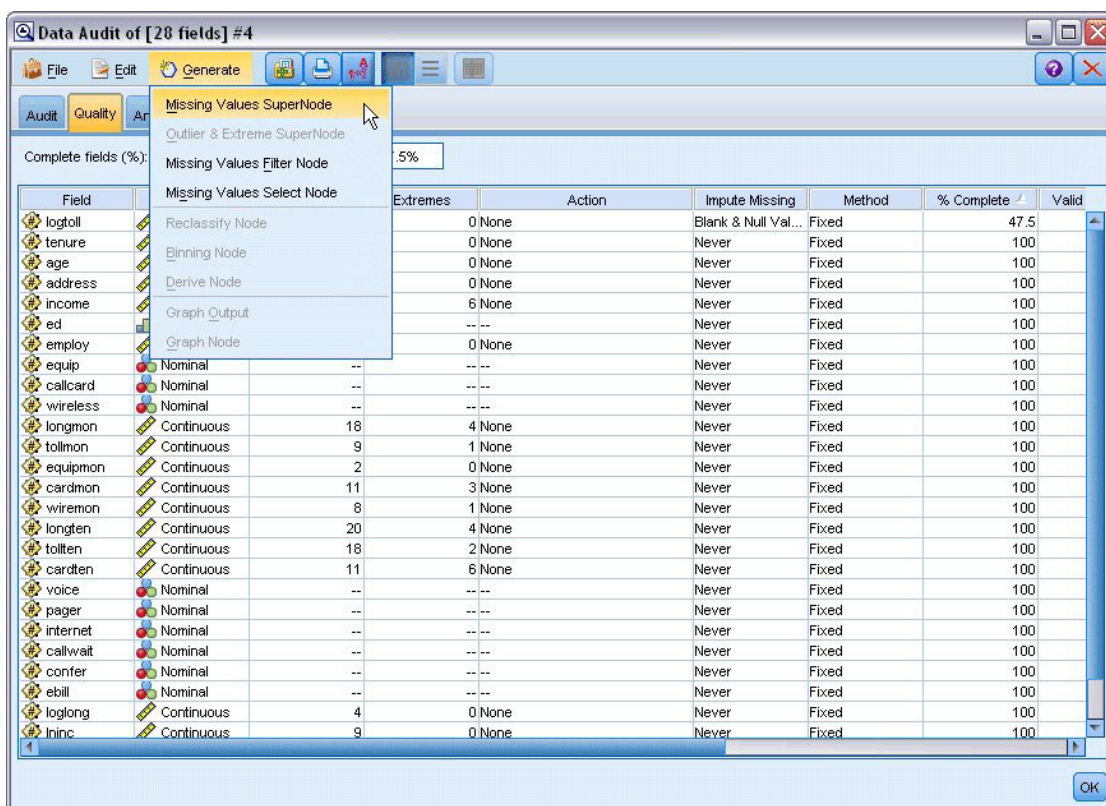 Data Audit of [28 fields] #4
File Edit Generate
Missing Values SuperNode
Outlier & Extreme SuperNode
Missing Values Filter Node
Missing Values Select Node
Reclassify Node
Binning Node
Derive Node
Graph Output
Graph Node
Audit Quality An
Complete fields (%): .5%
Field Extremes Action Impute Missing Method % Complete Valid
logtoll 0 None Blank & Null Val... Fixed 47.5
tenure 0 None Never Fixed 100
age 0 None Never Fixed 100
address 0 None Never Fixed 100
income 6 None Never Fixed 100
ed -- -- Never Fixed 100
employ 0 None Never Fixed 100
equip Nominal -- -- -- Never Fixed 100
callcard Nominal -- -- -- Never Fixed 100
wireless Nominal -- -- -- Never Fixed 100
longmon Continuous 18 4 None Never Fixed 100
tollmon Continuous 9 1 None Never Fixed 100
equipmon Continuous 2 0 None Never Fixed 100
cardmon Continuous 11 3 None Never Fixed 100
wiremon Continuous 8 1 None Never Fixed 100
longten Continuous 20 4 None Never Fixed 100
tollten Continuous 18 2 None Never Fixed 100
cardten Continuous 11 6 None Never Fixed 100
voice Nominal -- -- -- Never Fixed 100
pager Nominal -- -- -- Never Fixed 100
internet Nominal -- -- -- Never Fixed 100
callwait Nominal -- -- -- Never Fixed 100
confer Nominal -- -- -- Never Fixed 100
ebill Nominal -- -- -- Never Fixed 100
loglong Continuous 4 0 None Never Fixed 100
lninc Continuous 9 0 None Never Fixed 100
OK